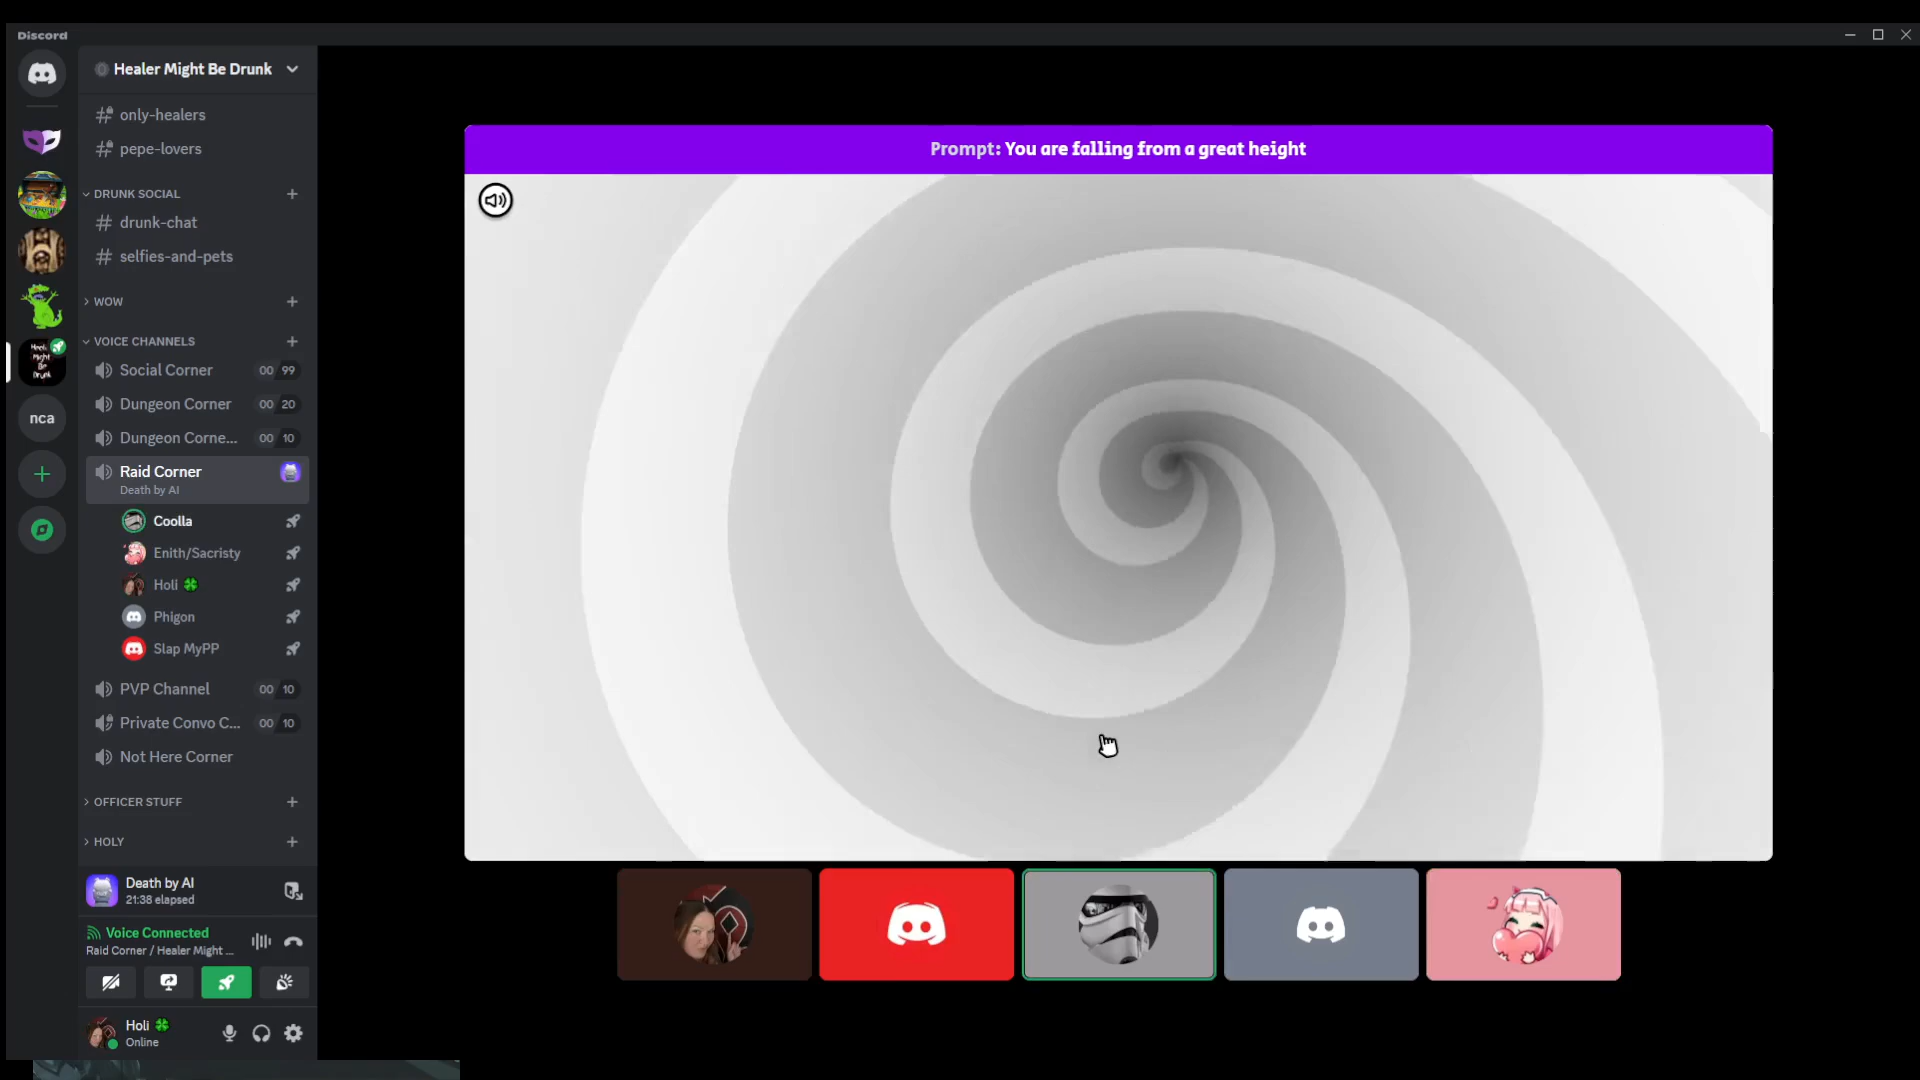 Discord
Healer Might Be Drunk
only-healers
pepe-lovers
DRUNK SOCIAL
drunk-chat
selfies-and-pets
WOW
VOICE CHANNELS
Social Corner 00 99
Dungeon Corner 00 20
Dungeon Corne... 00 10
Raid Corner
Death by AI
Coolla
Enith/Sacristy
Holi
Phigon
Slap MyPP
PVP Channel 00 10
Private Convo C... 00 10
Not Here Corner
OFFICER STUFF
HOLY
Death by AI
21:38 elapsed
Voice Connected
Raid Corner / Healer Might ...
Holi
Online
Heal
Might
Be
Drunk
nca
Prompt: You are falling from a great height